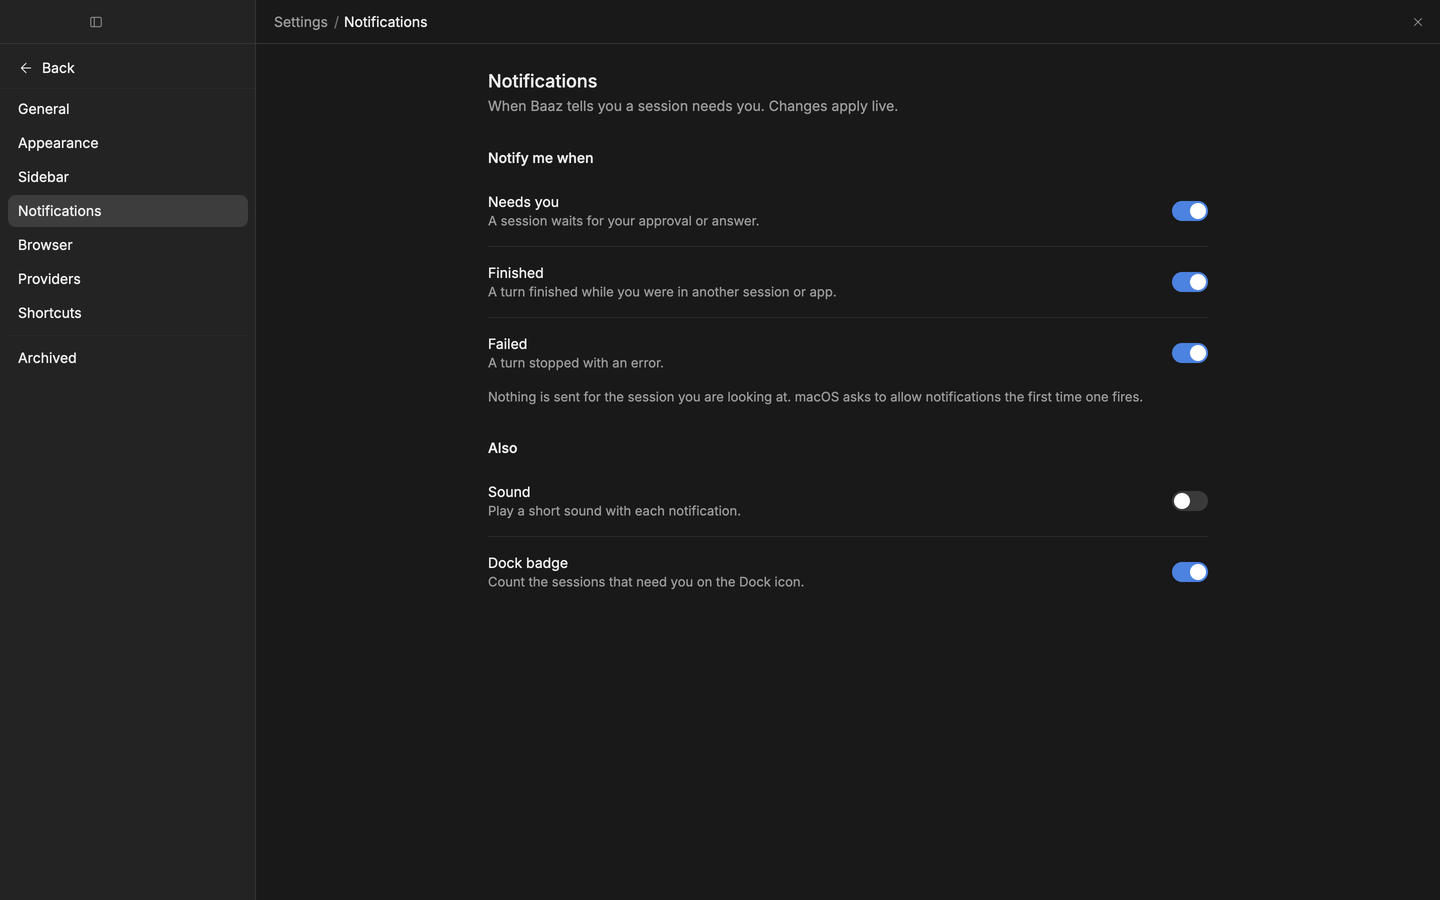 Settings / Notifications
Back
General
Appearance
Sidebar
Notifications
Browser
Providers
Shortcuts
Archived
Notifications
When Baaz tells you a session needs you. Changes apply live.
Notify me when
Needs you
A session waits for your approval or answer.
Finished
A turn finished while you were in another session or app.
Failed
A turn stopped with an error.
Nothing is sent for the session you are looking at. macOS asks to allow notifications the first time one fires.
Also
Sound
Play a short sound with each notification.
Dock badge
Count the sessions that need you on the Dock icon.